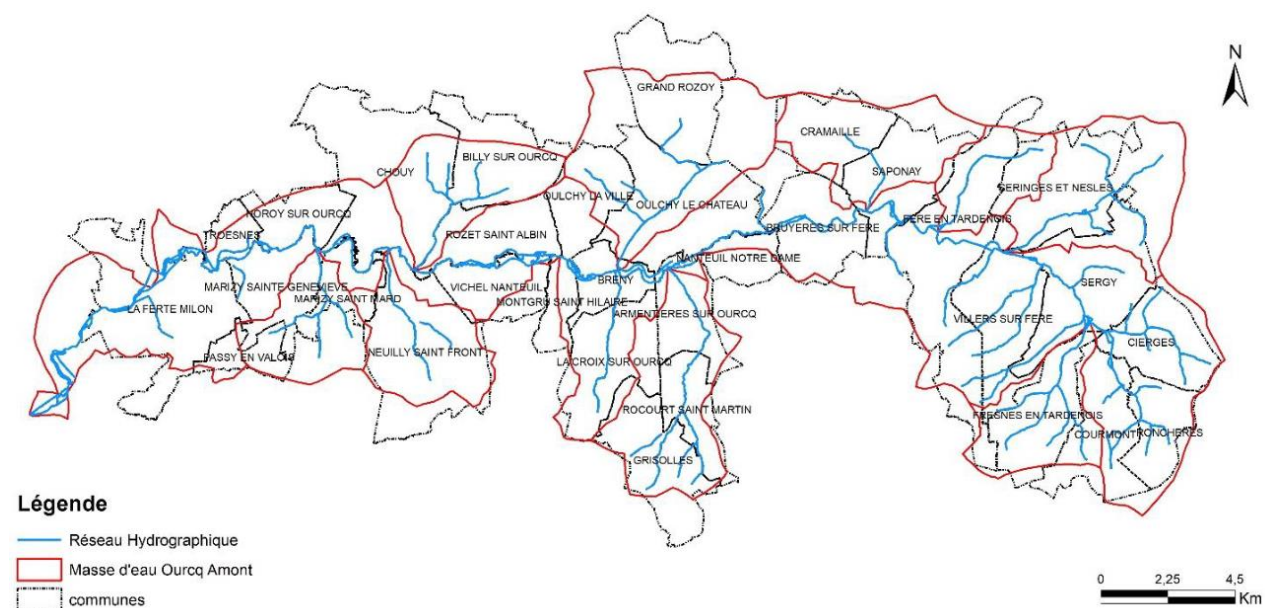 N
GRAND ROZOY
CRAMAILLE
BILLY SUR OURCQ
CHOUY
SAPONAY
SERINGES ET NESLES
OULCHY LA VILLE
OULCHY LE CHATEAU
NOROY SUR OURCQ
FERE EN TARDENOIS
BRUYERES SUR FERE
TROESNES
ROZET SAINT ALBIN
NANTEUIL NOTRE DAME
BRENY
SERGY
MARIZY SAINTE GENEVIEVE
VICHEL NANTEUIL
MARIZY SAINT MARD
MONTGRU SAINT HILAIRE
LA FERTE MILON
ARMENTIERES SUR OURCQ
VILLERS SUR FERE
CIERGES
NEUILLY SAINT FRONT
PASSY EN VALOIS
LA CROIX SUR OURCQ
ROCOURT SAINT MARTIN
FRESNES EN TARDENOIS
COURMONT
RONCHERES
GRISOLLES
Légende
Réseau Hydrographique
Masse d'eau Ourcq Amont
communes
0 2,25 4,5
Km